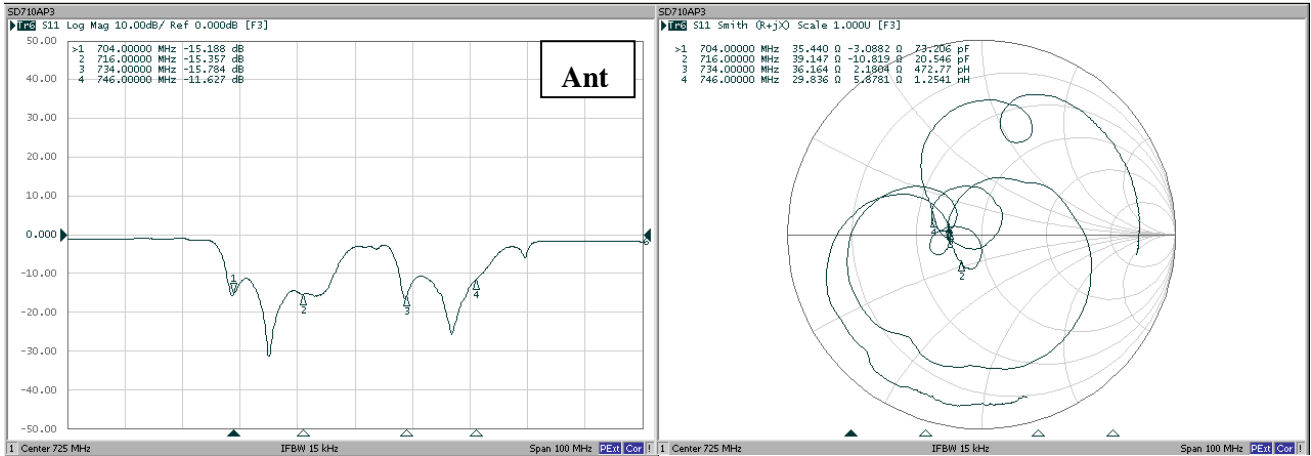 SD710AP3
Tr6 S11 Log Mag 10.00dB/ Ref 0.000dB [F3]
50.00
>1 704.00000 MHz -15.188 dB
2 716.00000 MHz -15.357 dB
3 734.00000 MHz -15.784 dB
4 746.00000 MHz -11.627 dB
Ant
40.00
30.00
20.00
10.00
0.000
-10.00
-20.00
-30.00
-40.00
-50.00
1
2
3
4
1 Center 725 MHz IFBW 15 kHz Span 100 MHz PExt Cor !
SD710AP3
Tr6 S11 Smith (R+jX) Scale 1.000U [F3]
>1 704.00000 MHz 35.440 Ω -3.0882 Ω 73.206 pF
2 716.00000 MHz 39.147 Ω -10.819 Ω 20.546 pF
3 734.00000 MHz 36.164 Ω 2.1804 Ω 472.77 pH
4 746.00000 MHz 29.836 Ω 5.8781 Ω 1.2541 nH
4
2
1 Center 725 MHz IFBW 15 kHz Span 100 MHz PExt Cor !